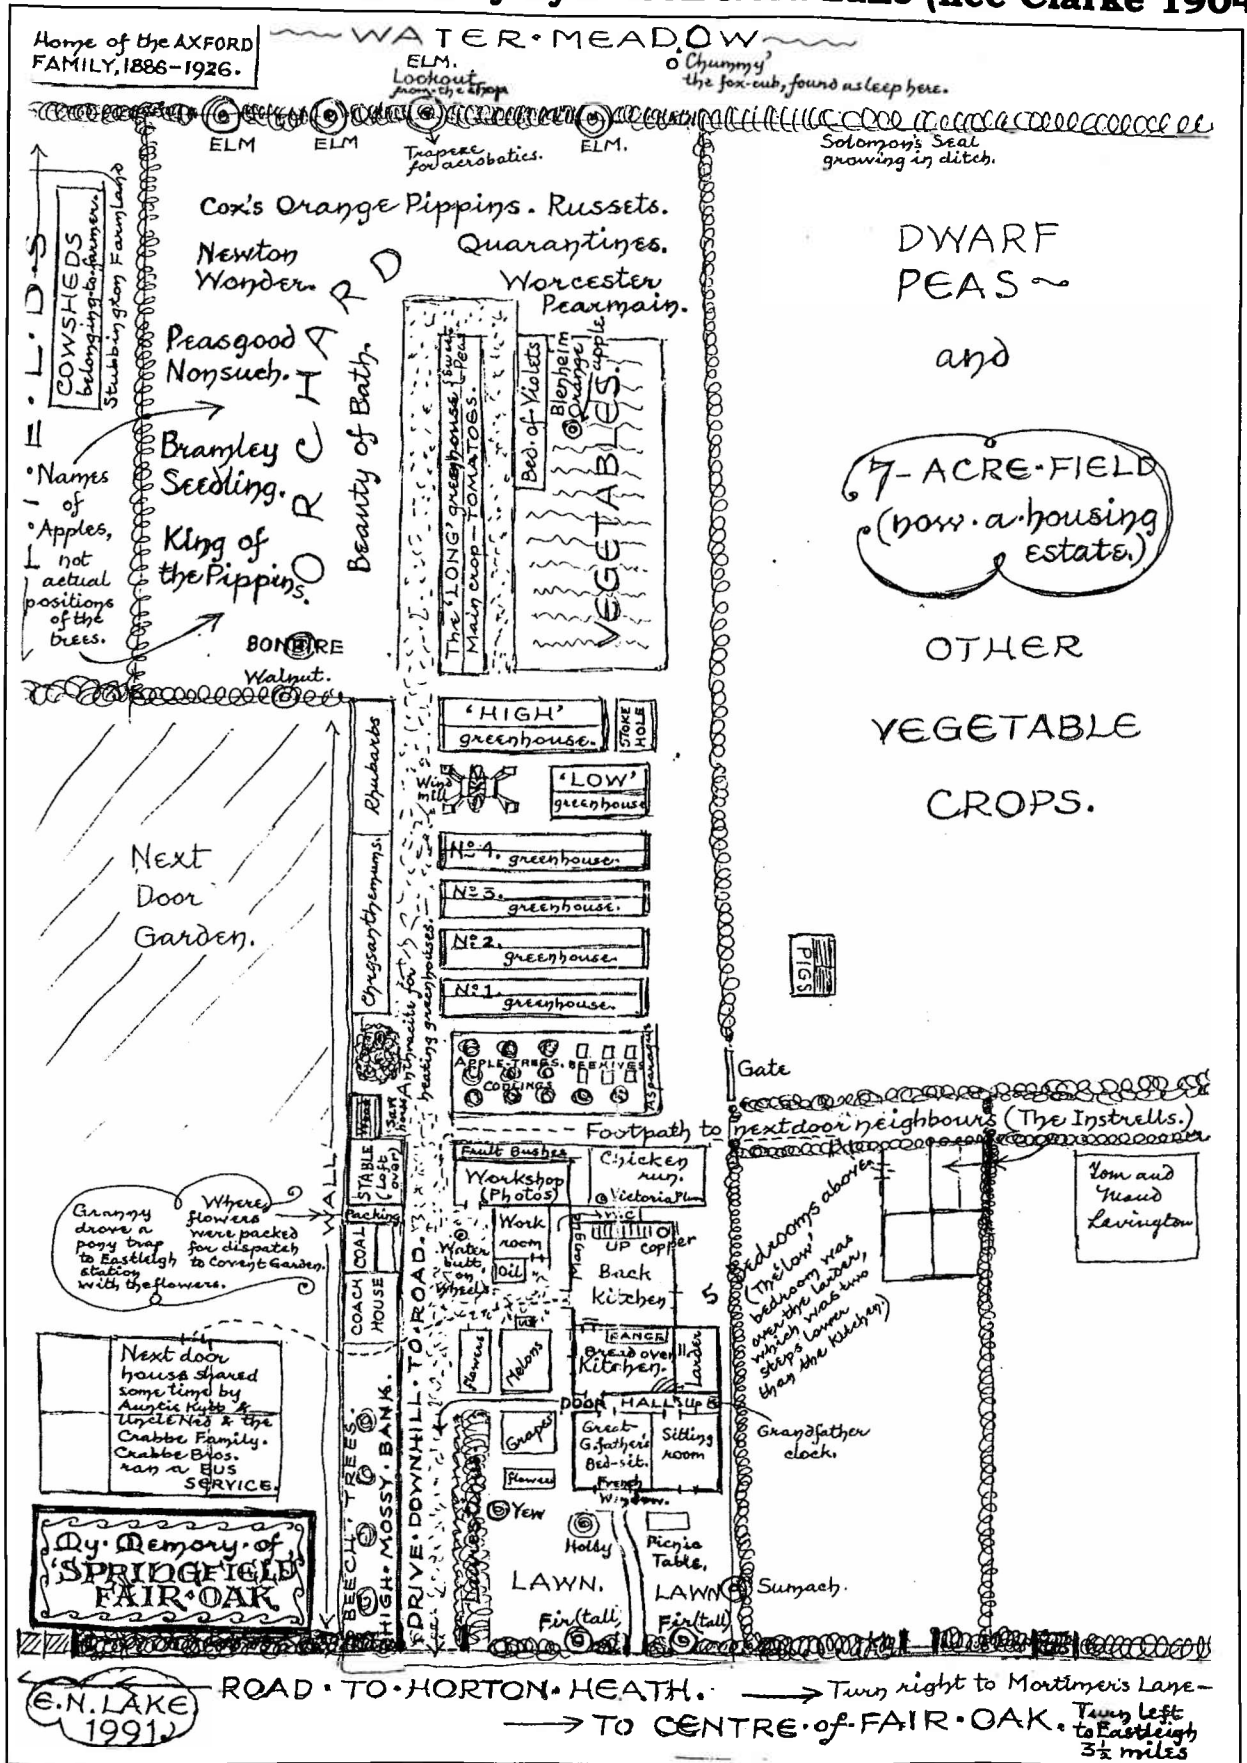 Lake (née Clarke 1904
Home of the AXFORD
FAMILY, 1886-1926.
WATER·MEADOW
ELM.
Lookout
from the shop
'Chummy'
the fox-cub, found asleep here.
ELM
ELM
Trapeze
for acrobatics.
ELM.
Solomon's Seal
growing in ditch.
F·I·E·L·D·S
COWSHEDS
belonging to farmer.
Stubbington Farmland
Cox's Orange Pippins. Russets.
Newton
Wonder.
Quarantines.
Worcester
Pearmain.
ORCHARD
Peasgood
Nonsuch.
Beauty of Bath.
Bramley
Seedling.
King of
the Pippins.
Names
of
Apples,
not
actual
positions
of the
trees.
BONFIRE
Walnut.
The 'LONG' greenhouse
Sweet
Peas
Main crop - TOMATOES.
Bed of Violets
Blenheim
Orange
apple
VEGETABLES.
DWARF
PEAS ~
and
7-ACRE·FIELD
(now·a·housing
estate.)
OTHER
VEGETABLE
CROPS.
'HIGH'
greenhouse.
STOKE
HOLE
Wind
mill
'LOW'
greenhouse
Nº 4. greenhouse.
Nº 3. greenhouse.
Nº 2. greenhouse.
Nº 1. greenhouse.
Rhubarbs
Chrysanthemums.
Anthracite for
heating greenhouses.
Next
Door
Garden.
PIGS
APPLE·TREES. BEEHIVES
CODLINGS
Asparagus
Gate
Footpath to next door neighbours (The Instrells.)
WALL
STABLE
(Loft
over)
Packing
COAL
COACH
HOUSE
Fruit Bushes
Workshop
(Photos)
Chicken
run.
Victoria Plum
Work
room
Oil
W.C
UP Copper
Mangle
Back
Kitchen
Water
butt
on
Wheels
Granny
drove a
pony trap
to Eastleigh
station
with the flowers.
Where
flowers
were packed
for dispatch
to Covent Garden.
5 bedrooms above
(The 'low'
bedroom was
over the larder,
which was two
steps lower
than the kitchen.)
Tom and
Maud
Lavington
Next door
house shared
some time by
Auntie Kybb &
Uncle Ned & the
Crabbe Family.
Crabbe Bros.
ran a BUS
SERVICE.
Flowers
Melons
RANGE
Bread oven
Kitchen.
Larder
DOOR HALL Up
Grandfather
clock.
Grapes
Flowers
Great
G.father's
Bed-sit.
Sitting
room
French
Window.
Yew
Holly
Picnic
Table.
LAWN.
LAWN
Sumach.
Fir (tall)
Fir (tall)
Laurels
BEECH·TREES.
HIGH·MOSSY·BANK.
DRIVE·DOWNHILL·TO·ROAD.
My·Memory·of
'SPRINGFIELD'
FAIR·OAK
E.N. LAKE
1991.
ROAD·TO·HORTON·HEATH.
Turn right to Mortimer's Lane-
TO CENTRE·of·FAIR·OAK.
Turn left
to Eastleigh
3½ miles